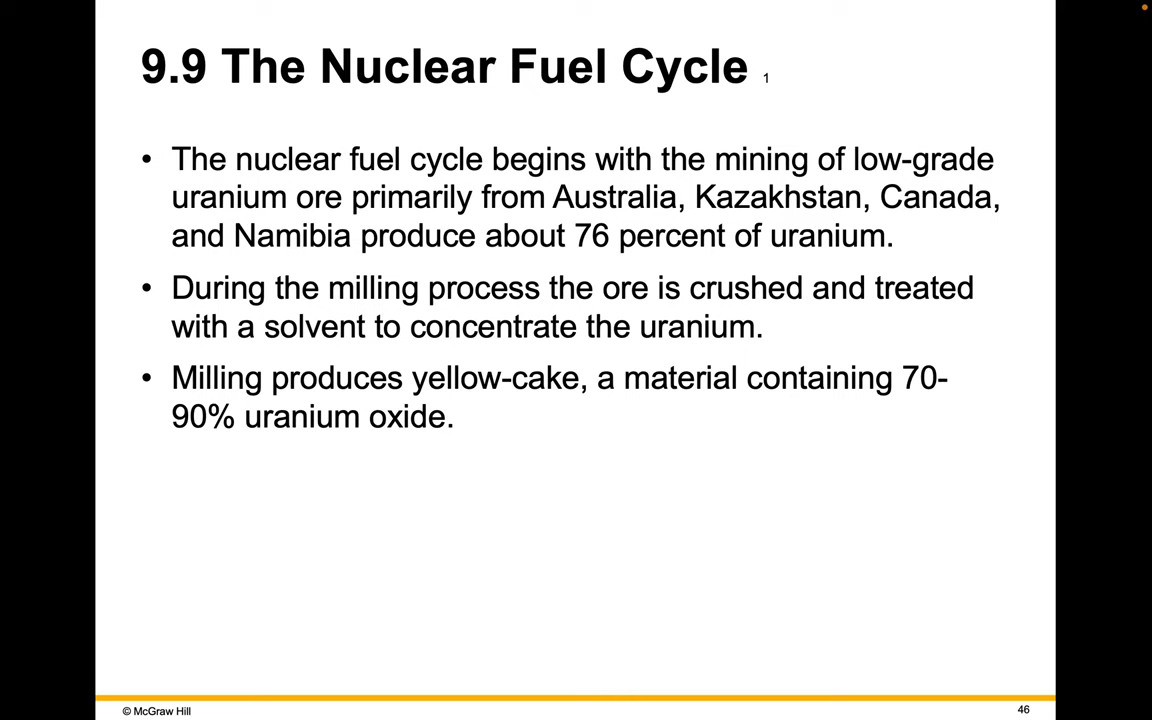 9.9 The Nuclear Fuel Cycle 1
• The nuclear fuel cycle begins with the mining of low-grade
uranium ore primarily from Australia, Kazakhstan, Canada,
and Namibia produce about 76 percent of uranium.
• During the milling process the ore is crushed and treated
with a solvent to concentrate the uranium.
• Milling produces yellow-cake, a material containing 70-
90% uranium oxide.
© McGraw Hill
46